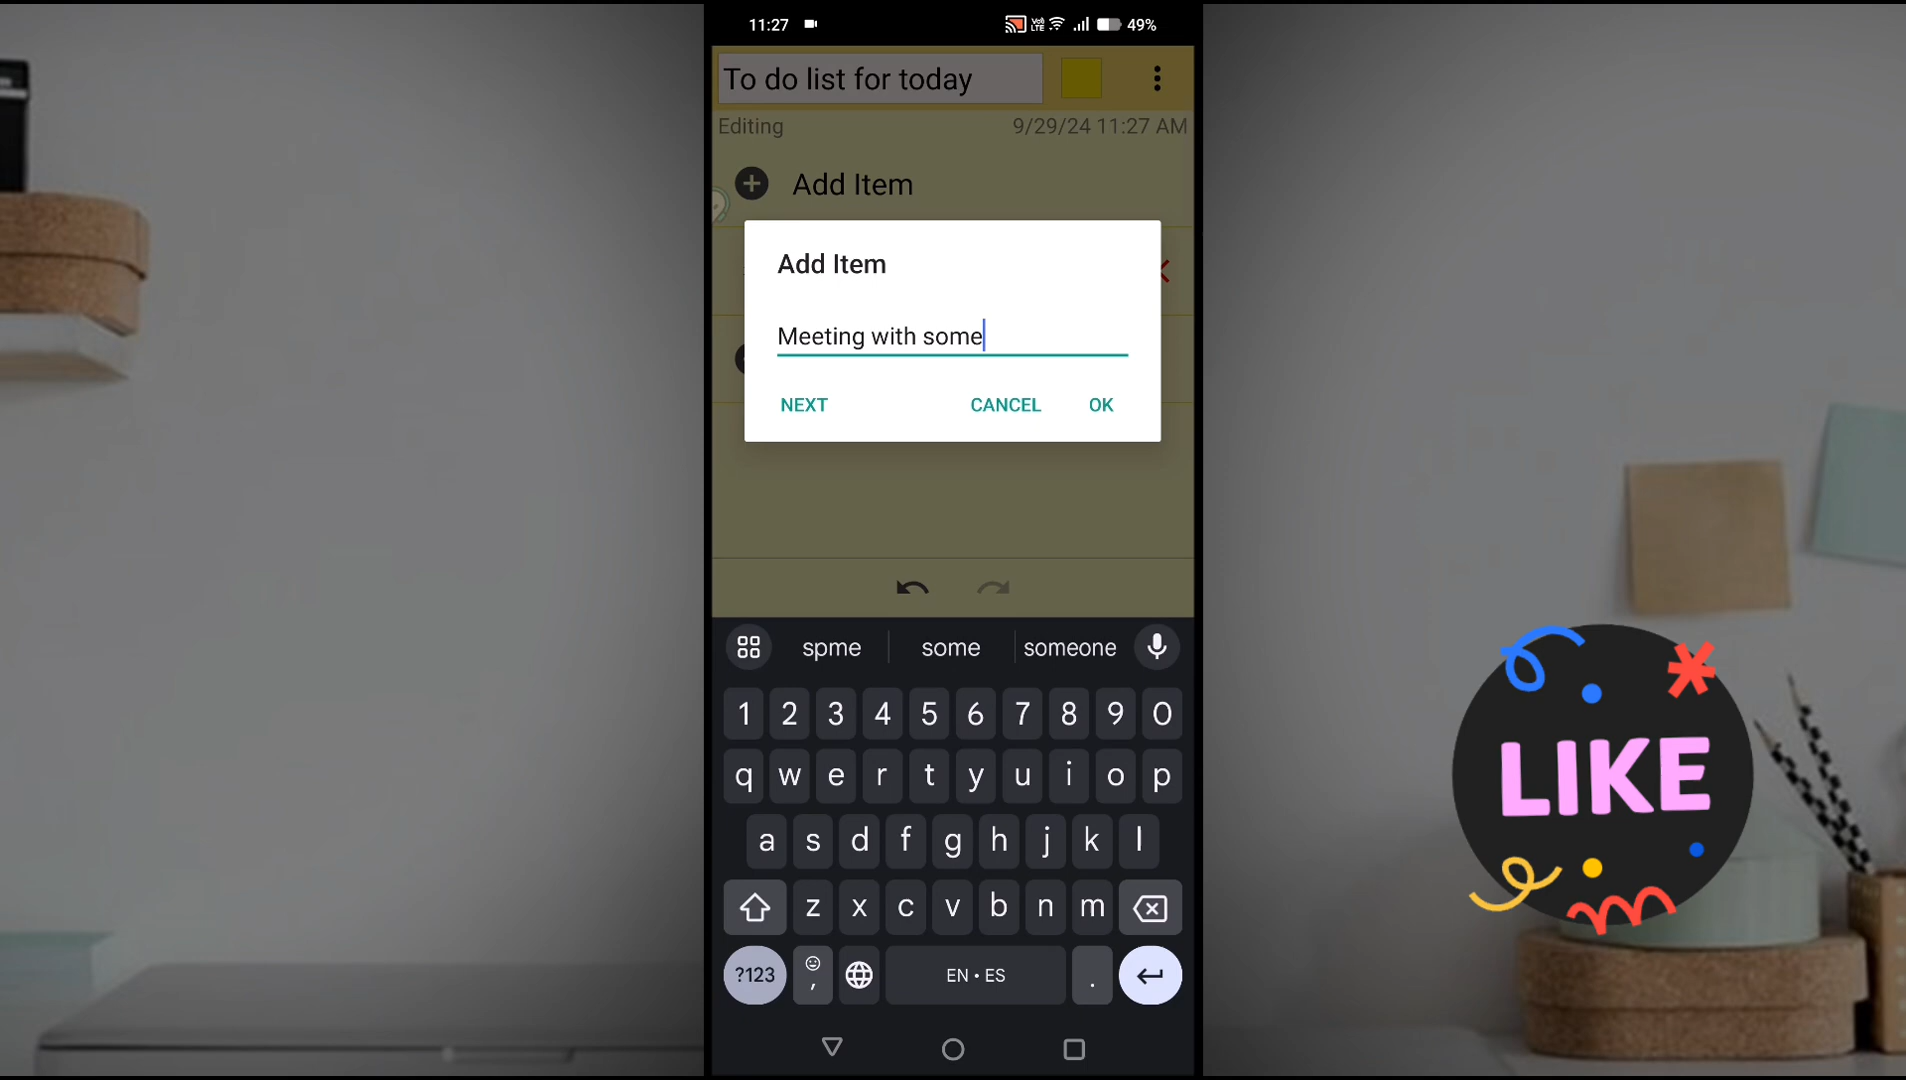 11:27 Vo) LTE 49%
To do list for today
Editing 9/29/24 11:27 AM
Add Item
Add Item
Meeting with some
NEXT CANCEL OK
spme some someone
1 2 3 4 5 6 7 8 9 0
q w e r t y u i o p
a s d f g h j k l
z x c v b n m
?123 , EN • ES .
LIKE